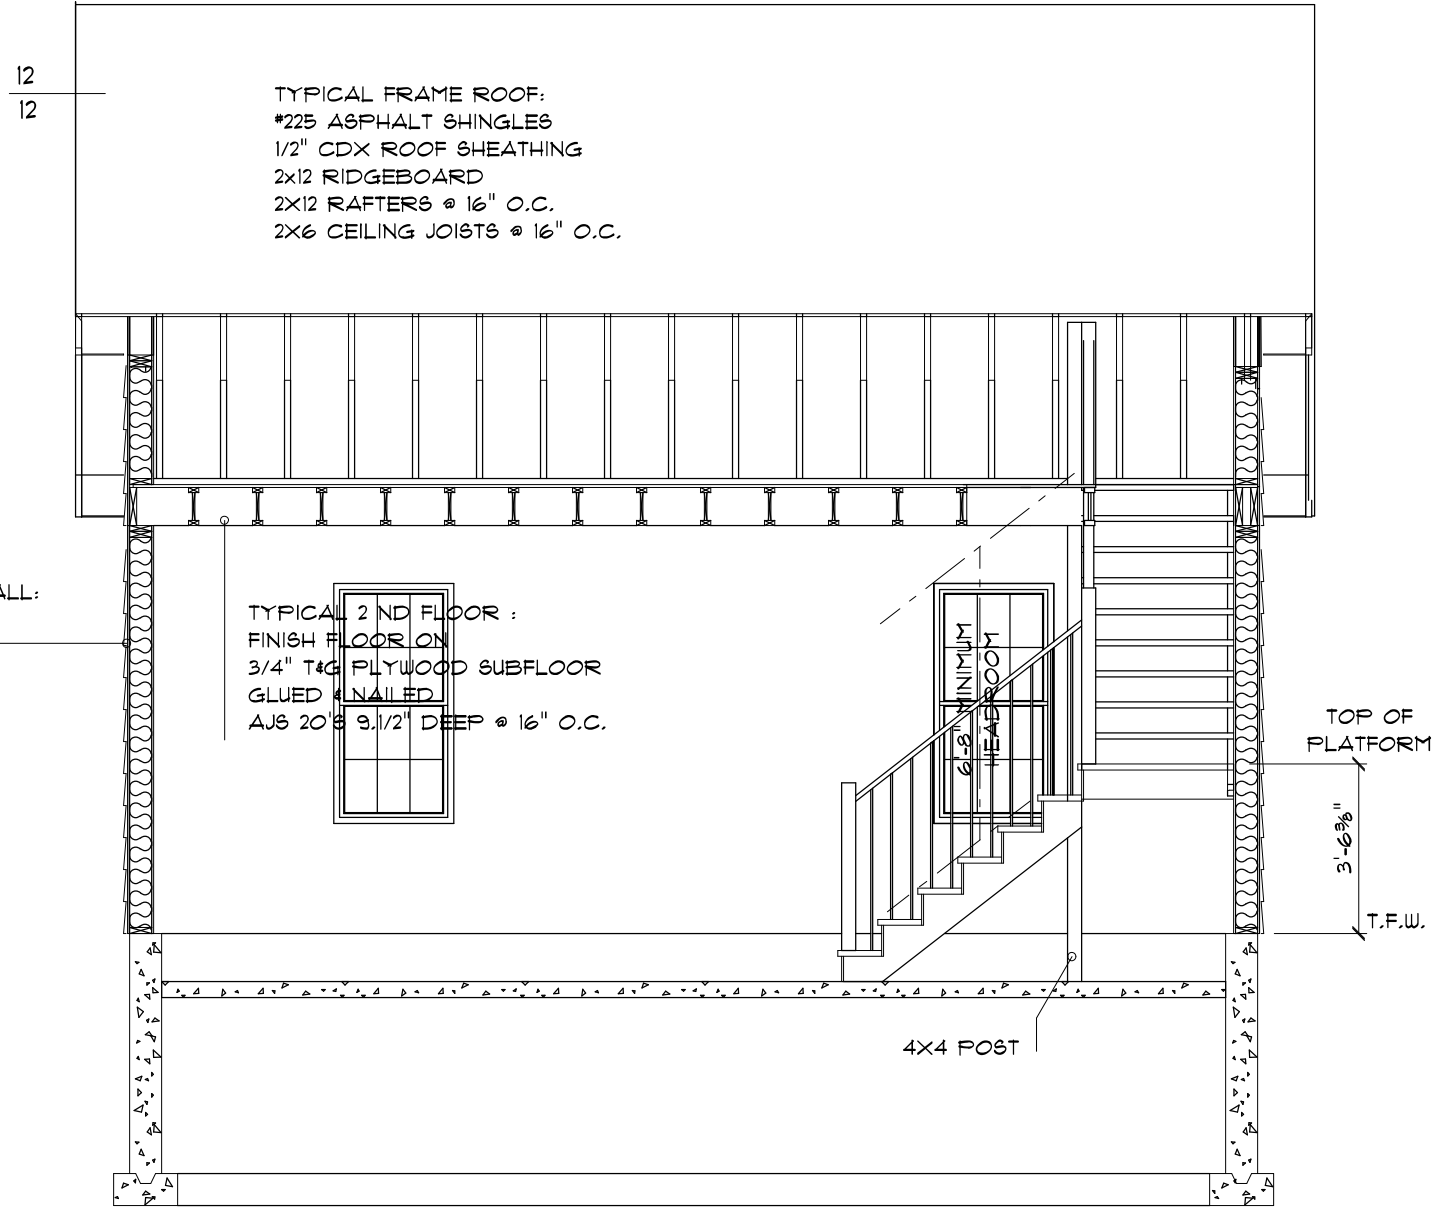 12
12
TYPICAL FRAME ROOF:
#225 ASPHALT SHINGLES
1/2" CDX ROOF SHEATHING
2x12 RIDGEBOARD
2X12 RAFTERS @ 16" O.C.
2X6 CEILING JOISTS @ 16" O.C.
ALL:
TYPICAL 2 ND FLOOR :
FINISH FLOOR ON
3/4" T&G PLYWOOD SUBFLOOR
GLUED & NAILED
AJS 20'S 9.1/2" DEEP @ 16" O.C.
6'-8" MINIMUM
HEADROOM
TOP OF
PLATFORM
3'-6⅜"
T.F.W.
4X4 POST